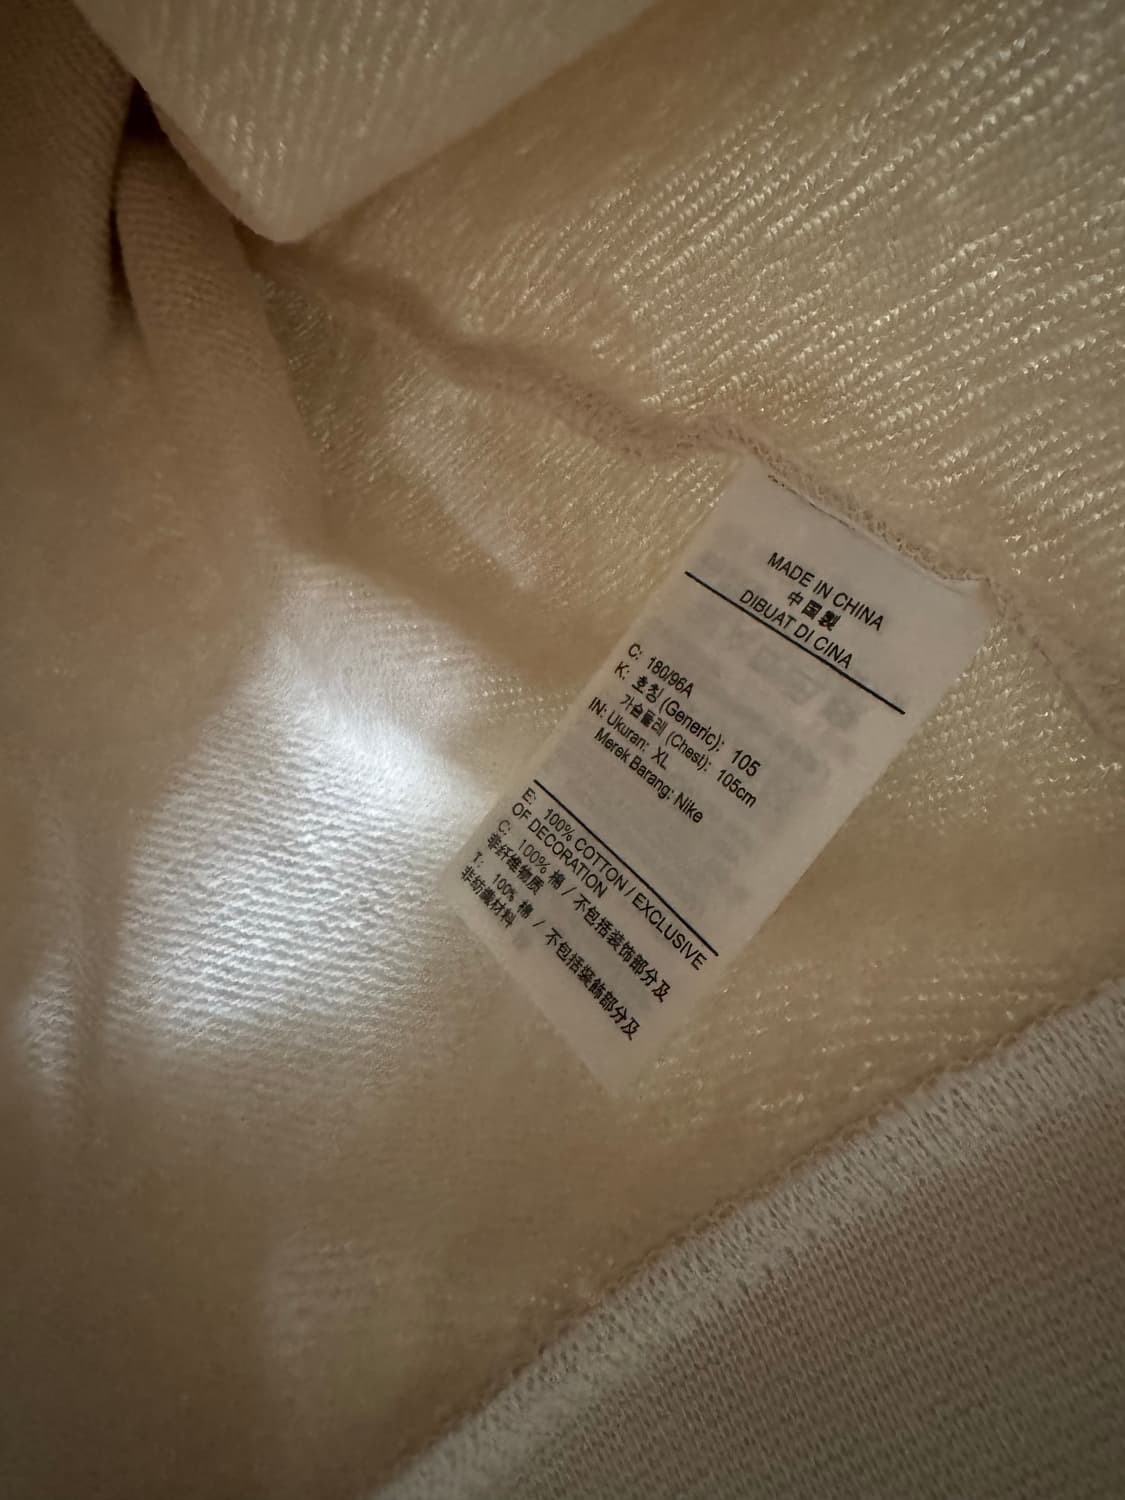 MADE IN CHINA
中国製
DIBUAT DI CINA
C: 180/96A
K: 호칭 (Generic): 105
가슴둘레 (Chest): 105cm
IN: Ukuran: XL
Merek Barang: Nike
E: 100% COTTON / EXCLUSIVE
OF DECORATION
C: 100% 棉 / 不包括装饰部分及
非纤维物质
T: 100% 棉 / 不包括裝飾部分及
非紡織材料